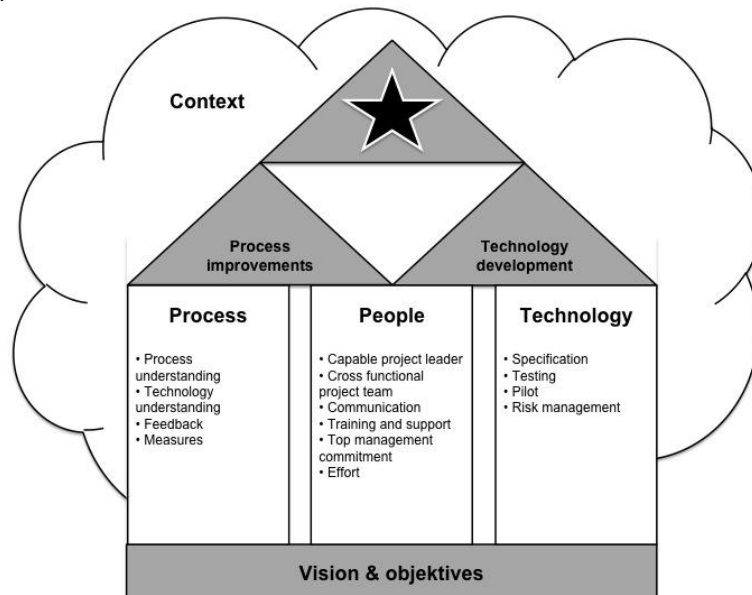 Context
Process
improvements
Technology
development
Process
• Process
understanding
• Technology
understanding
• Feedback
• Measures
People
• Capable project leader
• Cross functional
project team
• Communication
• Training and support
• Top management
commitment
• Effort
Technology
• Specification
• Testing
• Pilot
• Risk management
Vision & objektives